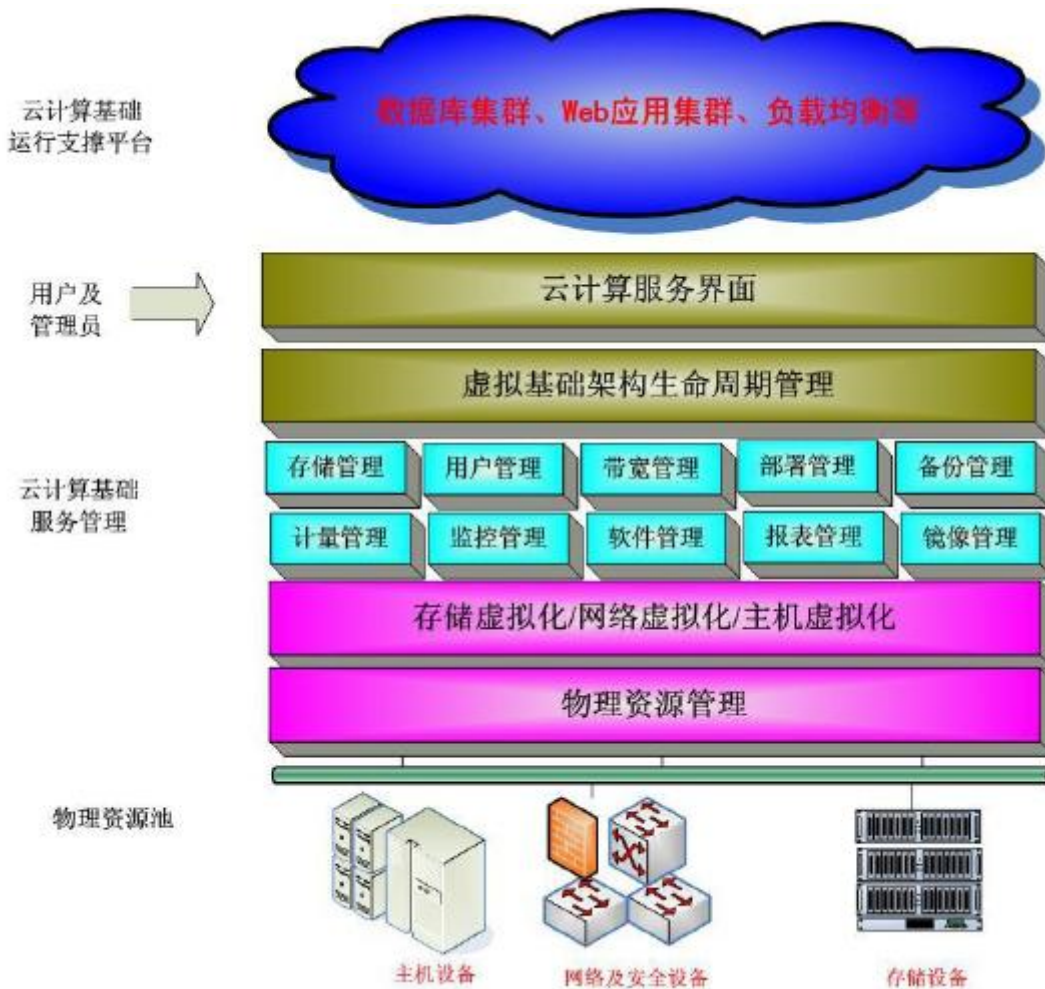 云计算基础
运行支撑平台
数据库集群、Web应用集群、负载均衡等
用户及
管理员
云计算服务界面
虚拟基础架构生命周期管理
云计算基础
服务管理
存储管理
用户管理
带宽管理
部署管理
备份管理
计量管理
监控管理
软件管理
报表管理
镜像管理
存储虚拟化/网络虚拟化/主机虚拟化
物理资源管理
物理资源池
主机设备
网络及安全设备
存储设备